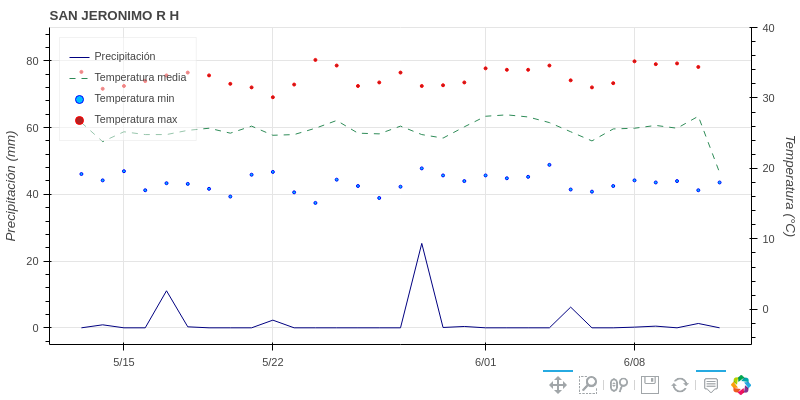 SAN JERONIMO R H
Precipitación
Temperatura media
Temperatura min
Temperatura max
Precipitación (mm)
80
60
40
20
0
Temperatura (°C)
40
30
20
10
0
5/15
5/22
6/01
6/08